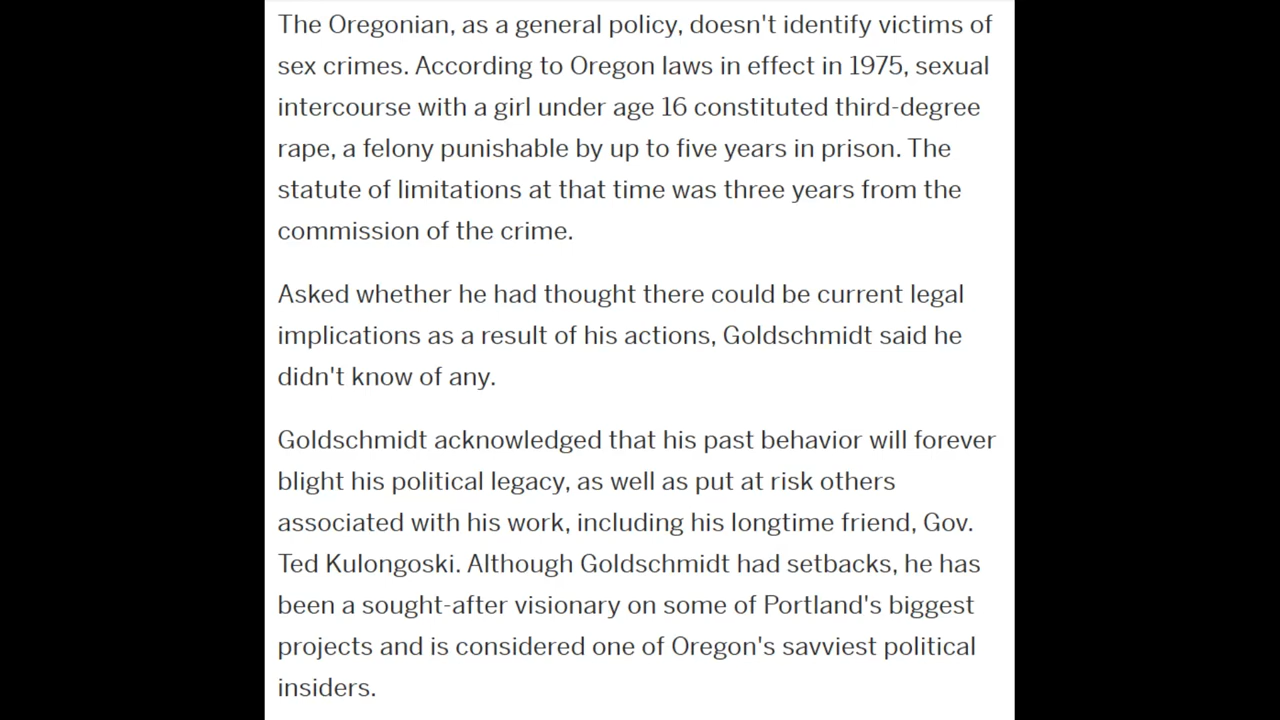 The Oregonian, as a general policy, doesn't identify victims of
sex crimes. According to Oregon laws in effect in 1975, sexual
intercourse with a girl under age 16 constituted third-degree
rape, a felony punishable by up to five years in prison. The
statute of limitations at that time was three years from the
commission of the crime.
Asked whether he had thought there could be current legal
implications as a result of his actions, Goldschmidt said he
didn't know of any.
Goldschmidt acknowledged that his past behavior will forever
blight his political legacy, as well as put at risk others
associated with his work, including his longtime friend, Gov.
Ted Kulongoski. Although Goldschmidt had setbacks, he has
been a sought-after visionary on some of Portland's biggest
projects and is considered one of Oregon's savviest political
insiders.